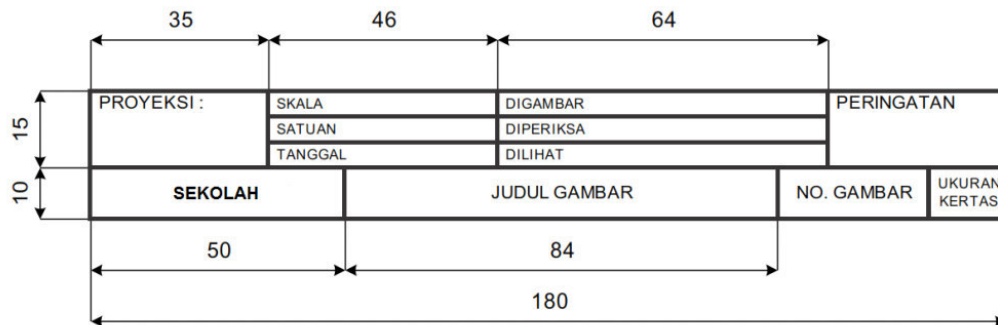 35 46 64
PROYEKSI : SKALA DIGAMBAR PERINGATAN
15 SATUAN DIPERIKSA
TANGGAL DILIHAT
10 SEKOLAH JUDUL GAMBAR NO. GAMBAR UKURAN
KERTAS
50 84
180